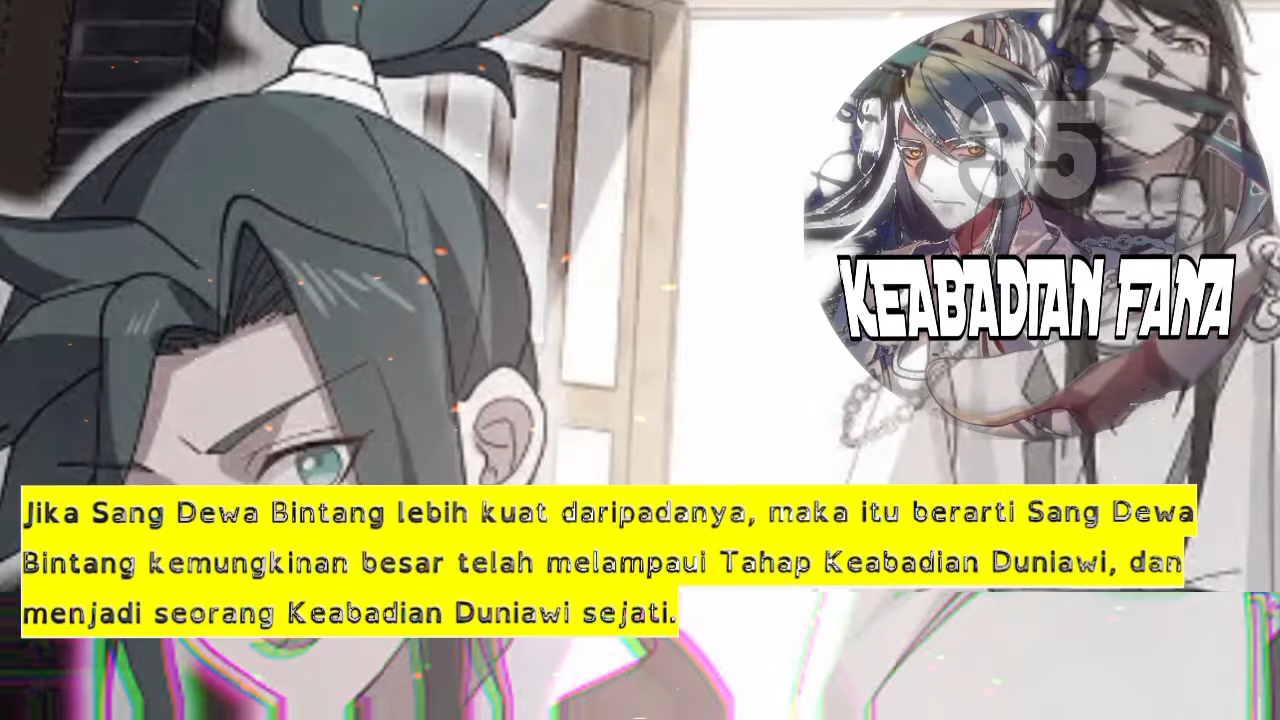 95
KEABADIAN FANA
Jika Sang Dewa Bintang lebih kuat daripadanya, maka itu berarti Sang Dewa
Bintang kemungkinan besar telah melampaui Tahap Keabadian Duniawi, dan
menjadi seorang Keabadian Duniawi sejati.